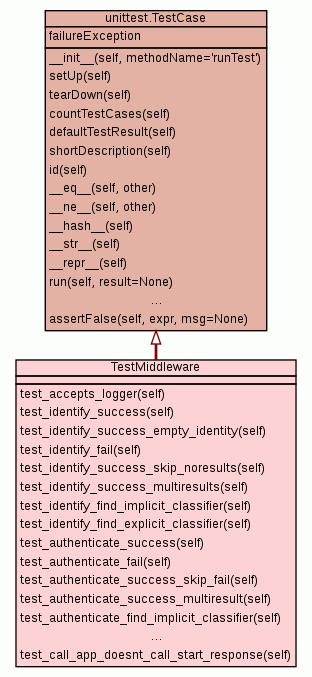 unittest.TestCase
failureException
__init__(self, methodName='runTest')
setUp(self)
tearDown(self)
countTestCases(self)
defaultTestResult(self)
shortDescription(self)
id(self)
__eq__(self, other)
__ne__(self, other)
__hash__(self)
__str__(self)
__repr__(self)
run(self, result=None)
...
assertFalse(self, expr, msg=None)
TestMiddleware
test_accepts_logger(self)
test_identify_success(self)
test_identify_success_empty_identity(self)
test_identify_fail(self)
test_identify_success_skip_noresults(self)
test_identify_success_multiresults(self)
test_identify_find_implicit_classifier(self)
test_identify_find_explicit_classifier(self)
test_authenticate_success(self)
test_authenticate_fail(self)
test_authenticate_success_skip_fail(self)
test_authenticate_success_multiresult(self)
test_authenticate_find_implicit_classifier(self)
...
test_call_app_doesnt_call_start_response(self)